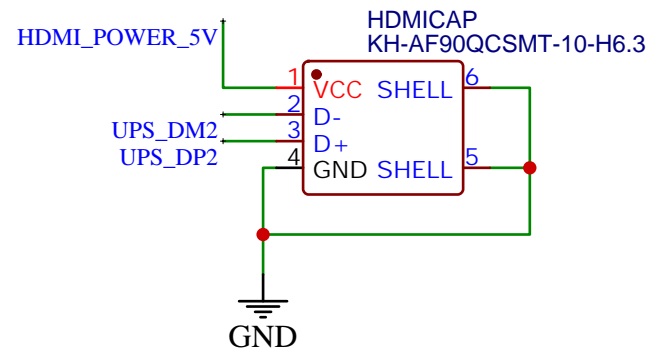 HDMICAP
KH-AF90QCSMT-10-H6.3
HDMI_POWER_5V
1
VCC SHELL
6
2
D-
UPS_DM2
3
D+
UPS_DP2
4
GND SHELL
5
GND